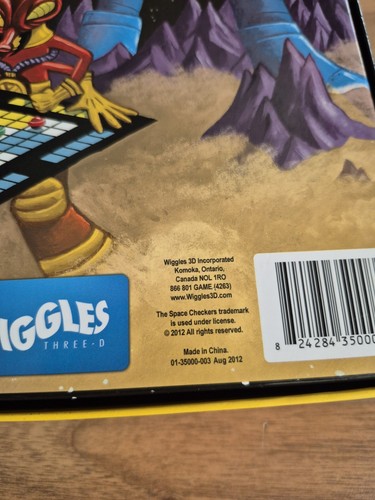 Wiggles 3D Incorporated
Komoka, Ontario,
Canada N0L 1R0
866 801 GAME (4263)
www.Wiggles3D.com
The Space Checkers trademark
is used under license.
© 2012 All rights reserved.
Made in China.
01-35000-003 Aug 2012
IGGLES
THREE-D
8 24284 35000